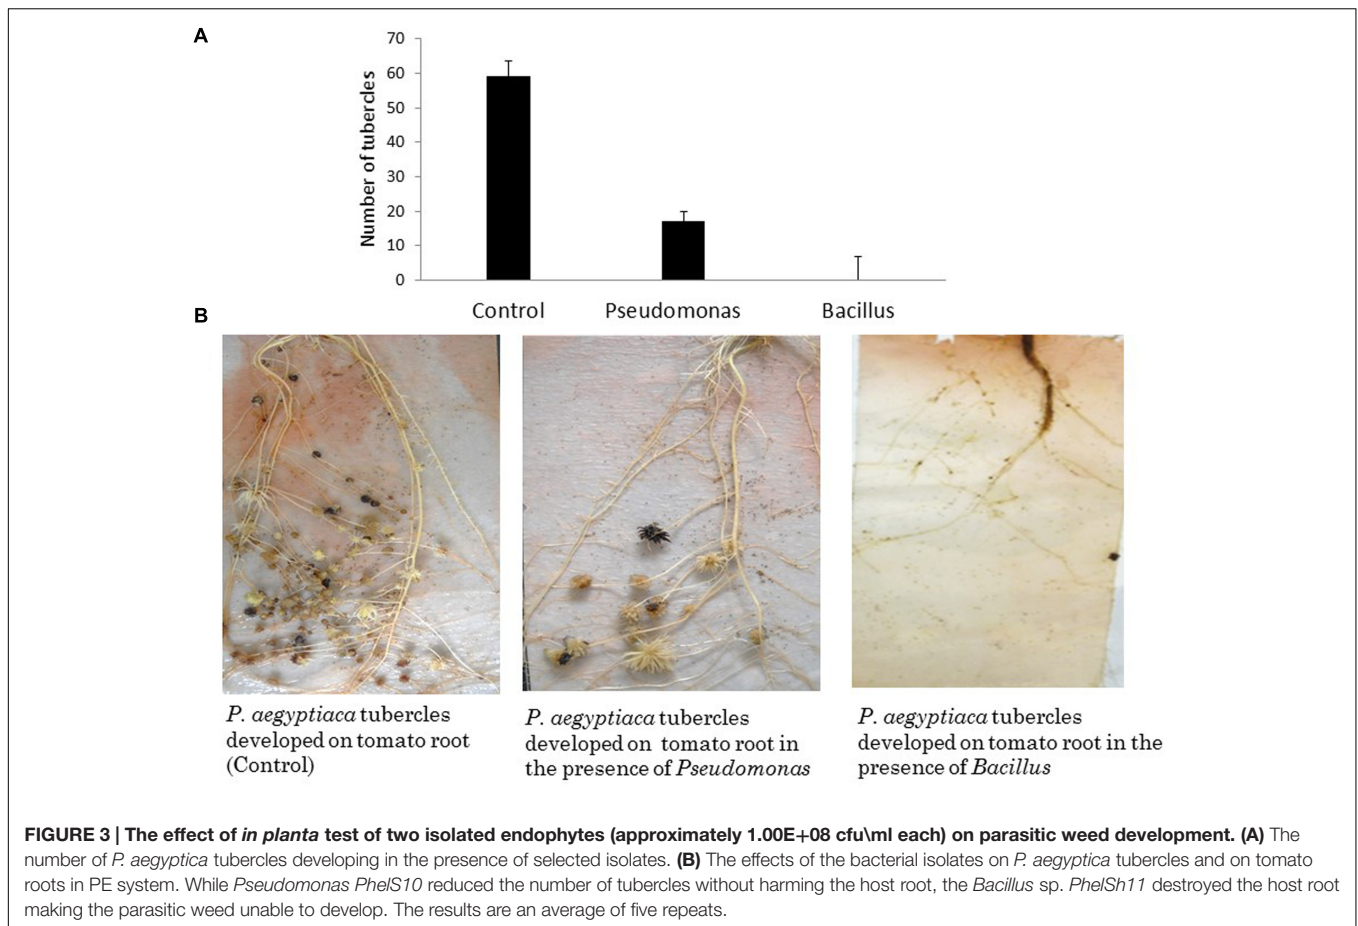 A
70
60
50
40
30
20
10
0
Number of tubercles
Control Pseudomonas Bacillus
B
P. aegyptiaca tubercles
developed on tomato root
(Control)
P. aegyptiaca tubercles
developed on tomato root in
the presence of Pseudomonas
P. aegyptiaca tubercles
developed on tomato root in the
presence of Bacillus
FIGURE 3 | The effect of in planta test of two isolated endophytes (approximately 1.00E+08 cfu\ml each) on parasitic weed development. (A) The
number of P. aegyptica tubercles developing in the presence of selected isolates. (B) The effects of the bacterial isolates on P. aegyptica tubercles and on tomato
roots in PE system. While Pseudomonas PhelS10 reduced the number of tubercles without harming the host root, the Bacillus sp. PhelSh11 destroyed the host root
making the parasitic weed unable to develop. The results are an average of five repeats.